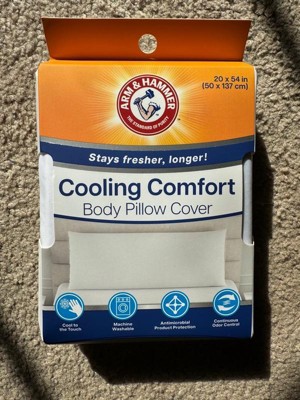 ARM & HAMMER
THE STANDARD OF PURITY
20 x 54 in
(50 x 137 cm)
Stays fresher, longer!
Cooling Comfort
Body Pillow Cover
Cool to
the Touch
Machine
Washable
Antimicrobial
Product Protection
Continuous
Odor Control